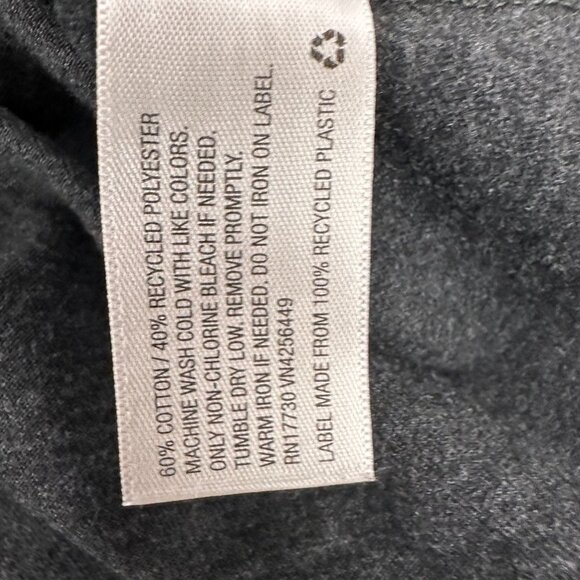 60% COTTON / 40% RECYCLED POLYESTER
MACHINE WASH COLD WITH LIKE COLORS.
ONLY NON-CHLORINE BLEACH IF NEEDED.
TUMBLE DRY LOW. REMOVE PROMPTLY.
WARM IRON IF NEEDED. DO NOT IRON ON LABEL.
RN17730 VN4256449
LABEL MADE FROM 100% RECYCLED PLASTIC